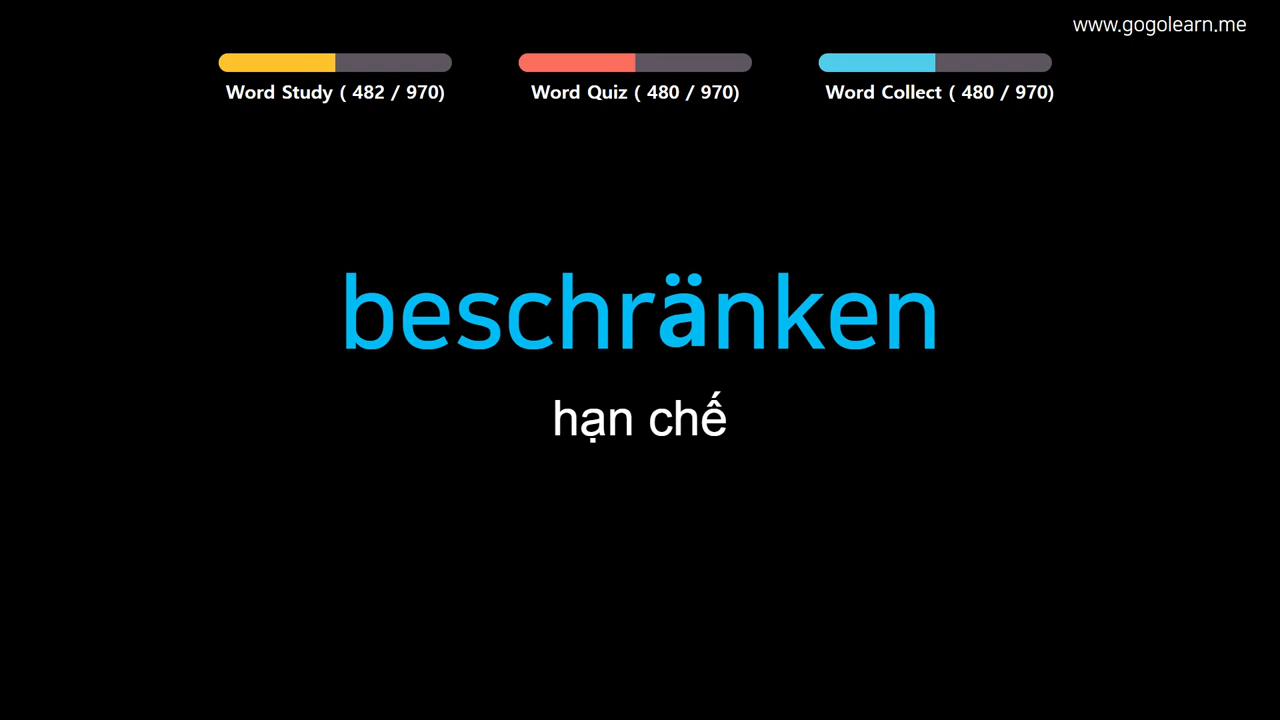 www.gogolearn.me
Word Study ( 482 / 970)
Word Quiz ( 480 / 970)
Word Collect ( 480 / 970)
beschränken
hạn chế